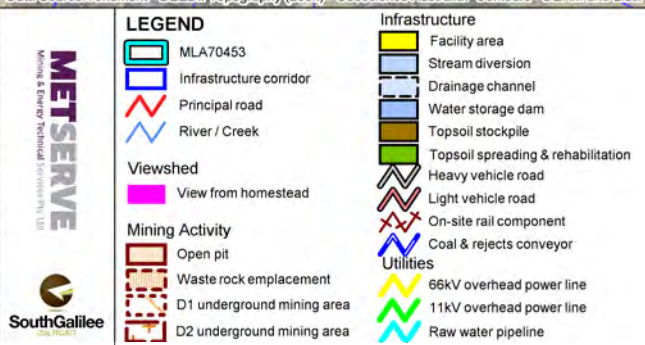 LEGEND
MLA70453
Infrastructure corridor
Principal road
River / Creek
Viewshed
View from homestead
Mining Activity
Open pit
Waste rock emplacement
D1 underground mining area
D2 underground mining area
Infrastructure
Facility area
Stream diversion
Drainage channel
Water storage dam
Topsoil stockpile
Topsoil spreading & rehabilitation
Heavy vehicle road
Light vehicle road
On-site rail component
Coal & rejects conveyor
Utilities
66kV overhead power line
11kV overhead power line
Raw water pipeline
METSERVE
Mining & Energy Technical Services Pty Ltd
SouthGalilee
COAL PROJECT